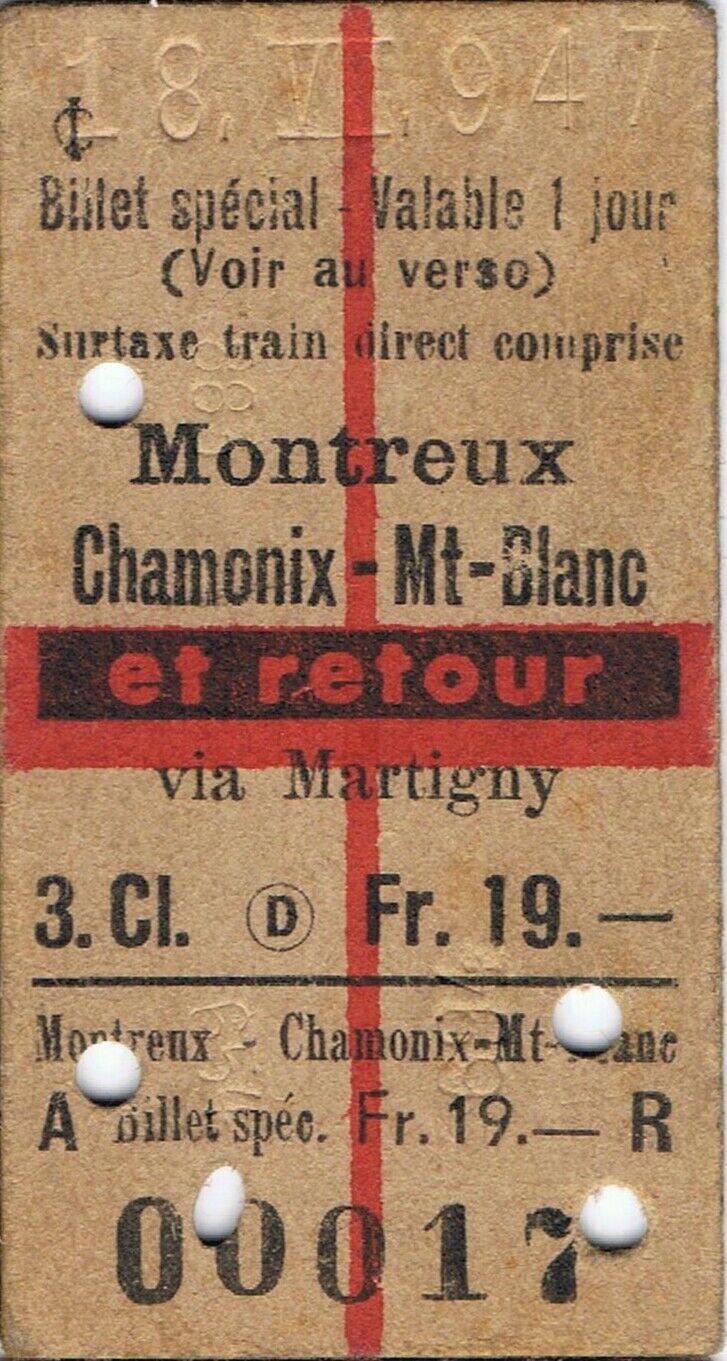 18. VI. 947
Billet spécial - Valable 1 jour
(Voir au verso)
Surtaxe train direct comprise
Montreux
Chamonix - Mt-Blanc
et retour
via Martigny
3. Cl. D Fr. 19.—
Montreux - Chamonix-Mt-Blanc
A Billet spéc. Fr. 19.— R
00017